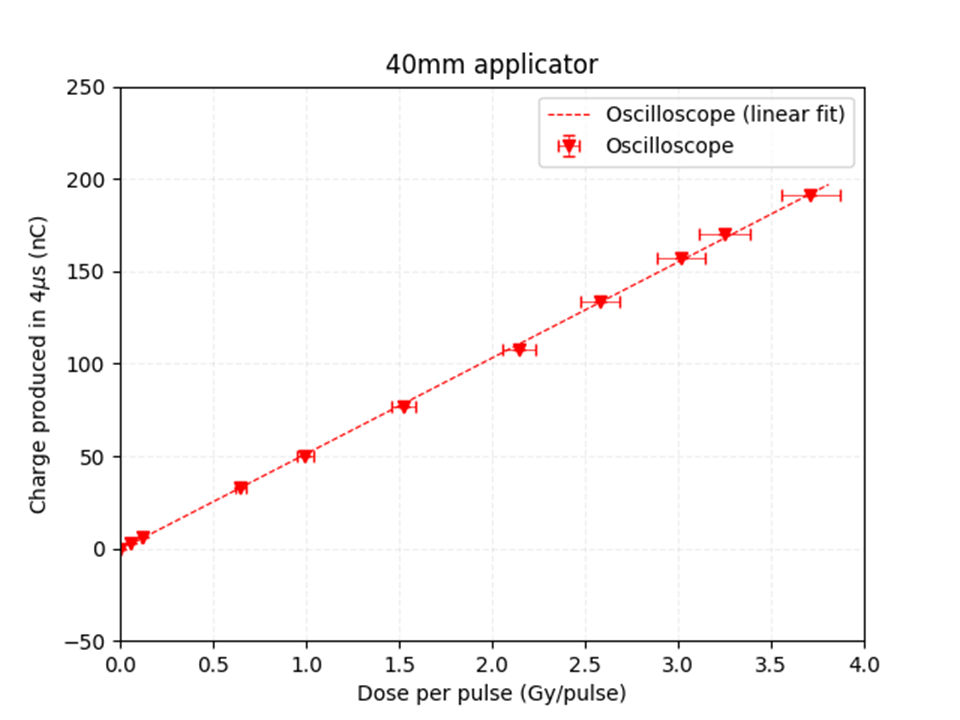 40mm applicator
250
200
150
100
50
0
−50
Charge produced in 4μs (nC)
Oscilloscope (linear fit)
Oscilloscope
0.0 0.5 1.0 1.5 2.0 2.5 3.0 3.5 4.0
Dose per pulse (Gy/pulse)